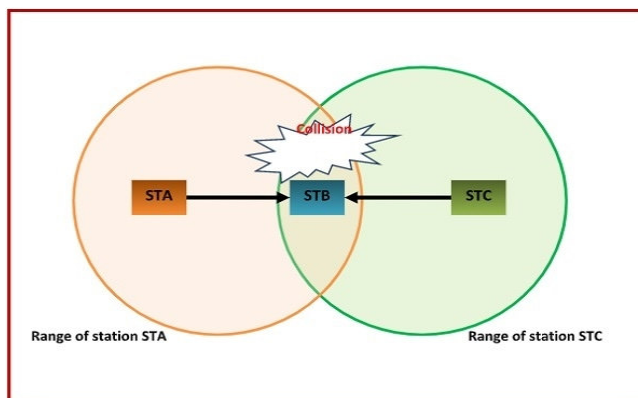 Collision
STA
STB
STC
Range of station STA
Range of station STC